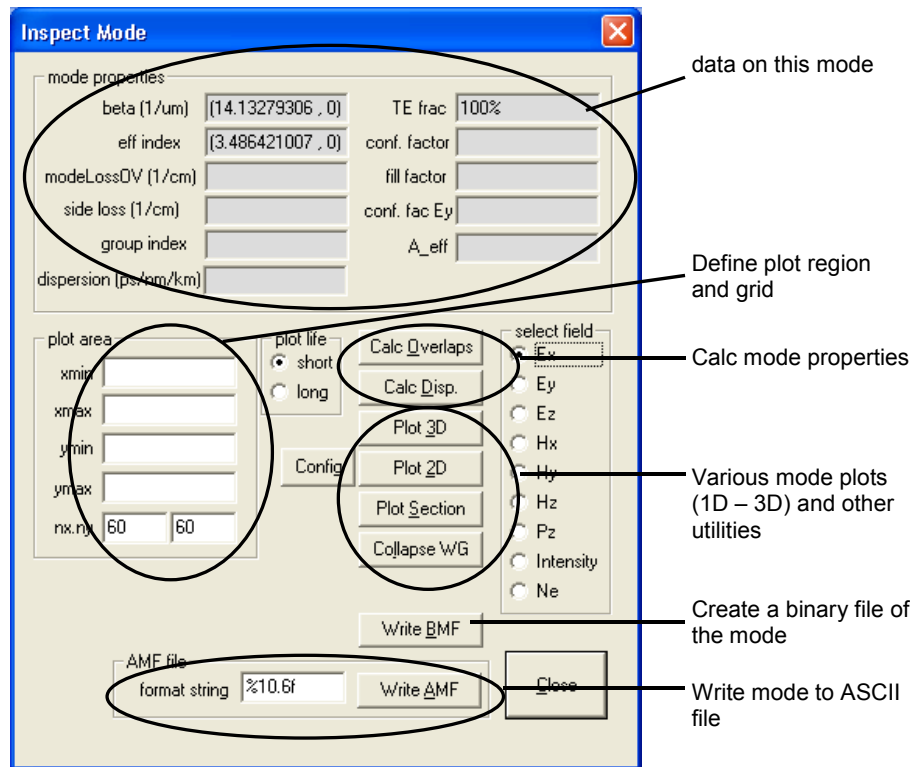 Inspect Mode
mode properties
beta (1/um) (14.13279306 , 0) TE frac 100%
eff index (3.486421007 , 0) conf. factor
modeLossOV (1/cm) fill factor
side loss (1/cm) conf. fac Ey
group index A_eff
dispersion (ps/nm/km)
data on this mode
Define plot region
and grid
plot area
xmin
xmax
ymin
ymax
nx.ny 60 60
plot life
short
long
Config
Calc Overlaps
Calc Disp.
Plot 3D
Plot 2D
Plot Section
Collapse WG
select field
Ex
Ey
Ez
Hx
Hy
Hz
Pz
Intensity
Ne
Calc mode properties
Various mode plots
(1D – 3D) and other
utilities
Write BMF
Create a binary file of
the mode
AMF file
format string %10.6f Write AMF
Close
Write mode to ASCII
file